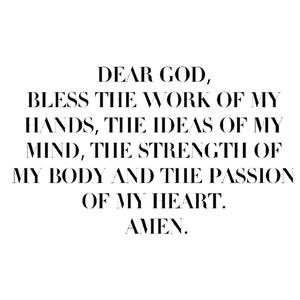 DEAR GOD,
BLESS THE WORK OF MY
HANDS, THE IDEAS OF MY
MIND, THE STRENGTH OF
MY BODY AND THE PASSION
OF MY HEART.
AMEN.